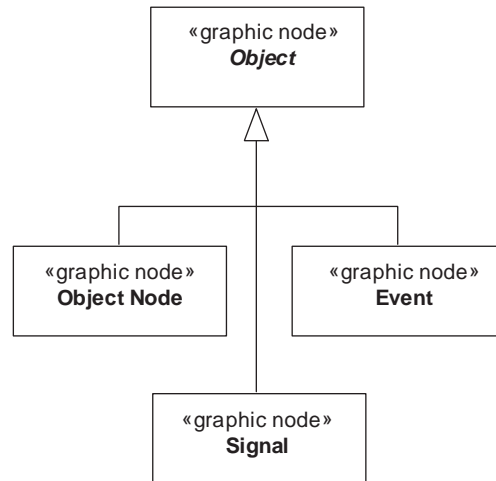 «graphic node»
Object
«graphic node»
Object Node
«graphic node»
Event
«graphic node»
Signal